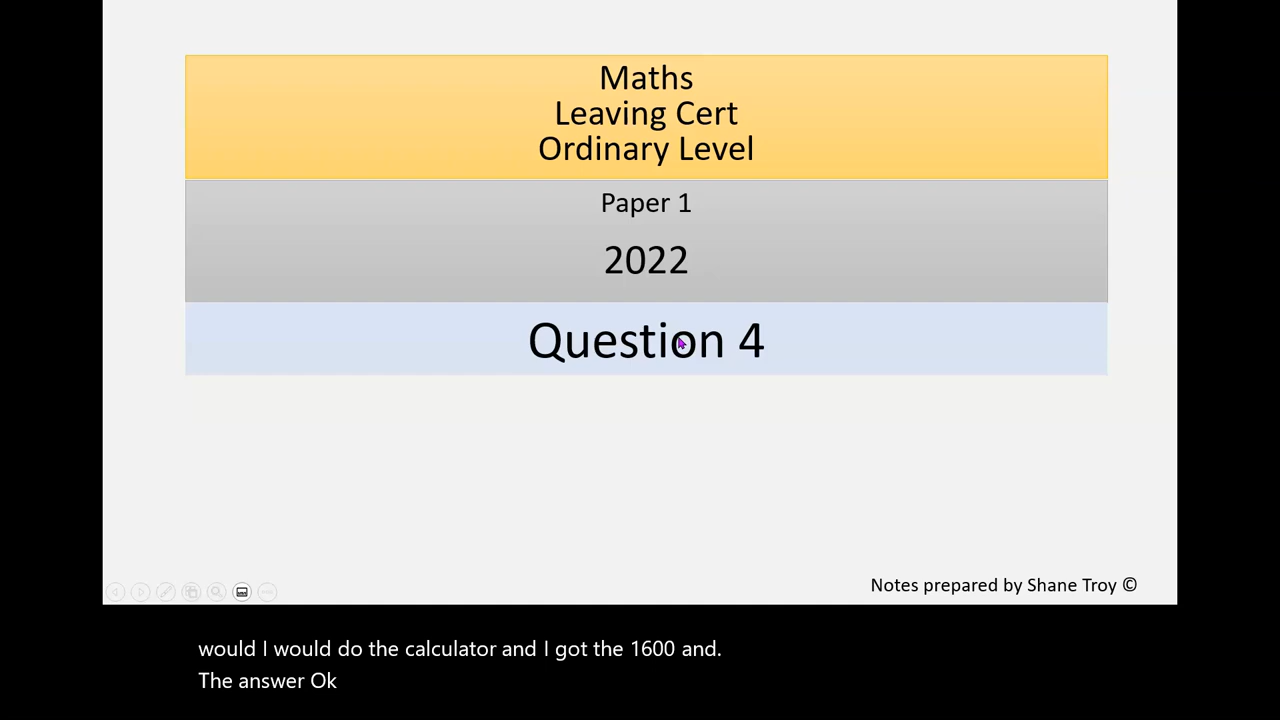 Maths
Leaving Cert
Ordinary Level
Paper 1
2022
Question 4
Notes prepared by Shane Troy ©
would I would do the calculator and I got the 1600 and.
The answer Ok